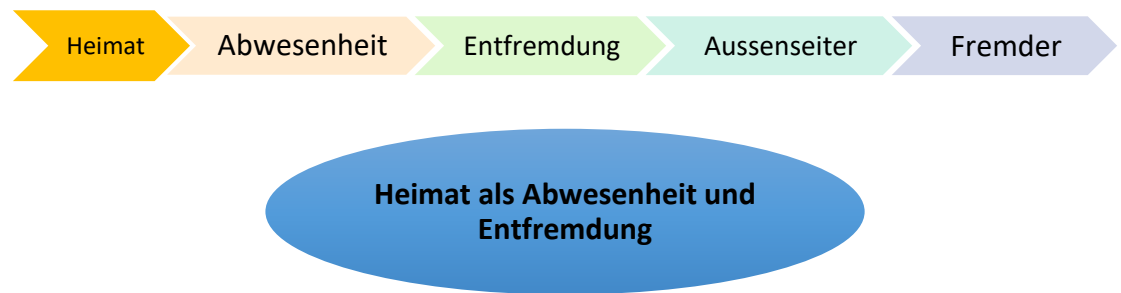 Heimat Abwesenheit Entfremdung Aussenseiter Fremder
Heimat als Abwesenheit und
Entfremdung